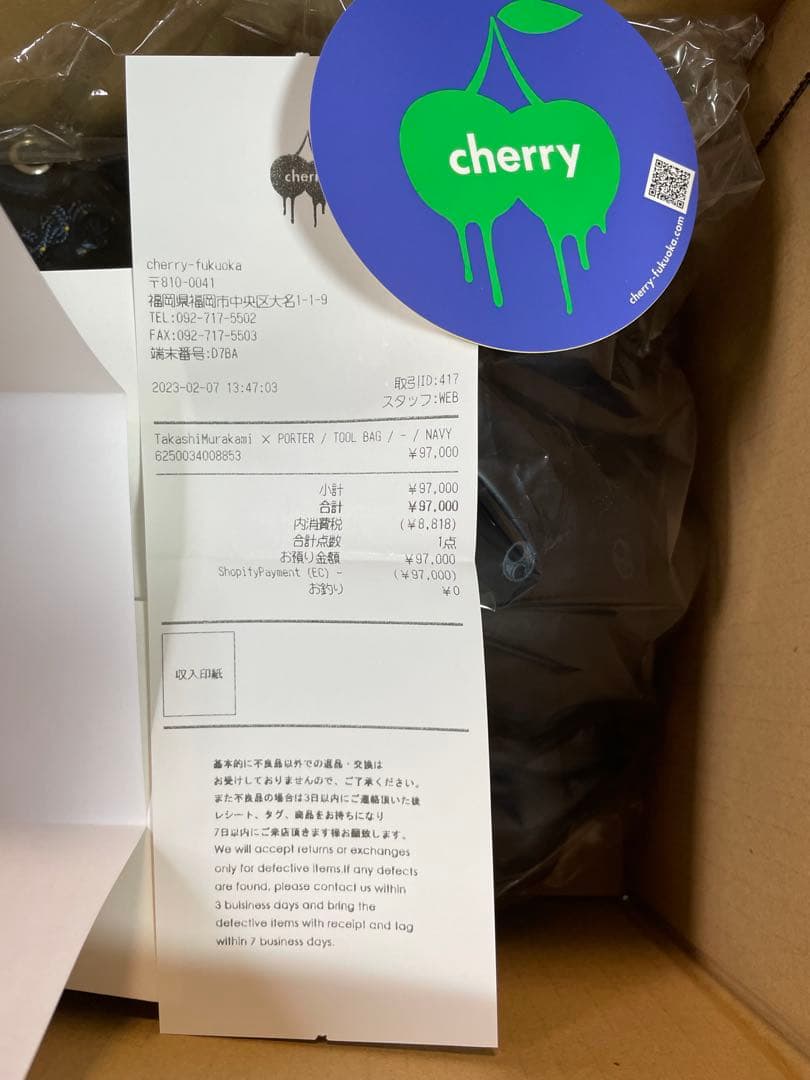 cherry
cherry-fukuoka.com
cherry-fukuoka
〒810-0041
福岡県福岡市中央区大名1-1-9
TEL:092-717-5502
FAX:092-717-5503
端末番号:D7BA
2023-02-07 13:47:03
取引ID:417
スタッフ:WEB
TakashiMurakami × PORTER / TOOL BAG / - / NAVY
6250034008853 ¥97,000
小計 ¥97,000
合計 ¥97,000
内消費税 (¥8,818)
合計点数 1点
お預り金額 ¥97,000
ShopifyPayment (EC) - (¥97,000)
お釣り ¥0
収入印紙
基本的に不良品以外での返品・交換は
お受けしておりませんので、ご了承ください。
また不良品の場合は3日以内にご連絡頂いた後
レシート、タグ、商品をお持ちになり
7日以内にご来店頂きます様お願致します。
We will accept returns or exchanges
only for defective items.If any defects
are found, please contact us within
3 buisiness days and bring the
defective items with receipt and tag
within 7 business days.